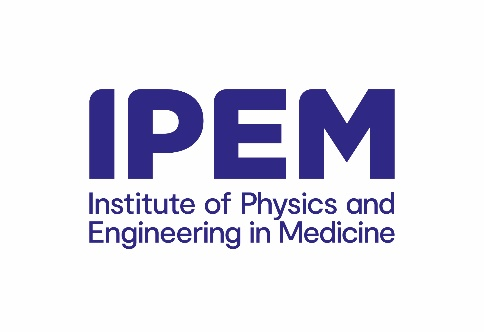 IPEM
Institute of Physics and
Engineering in Medicine